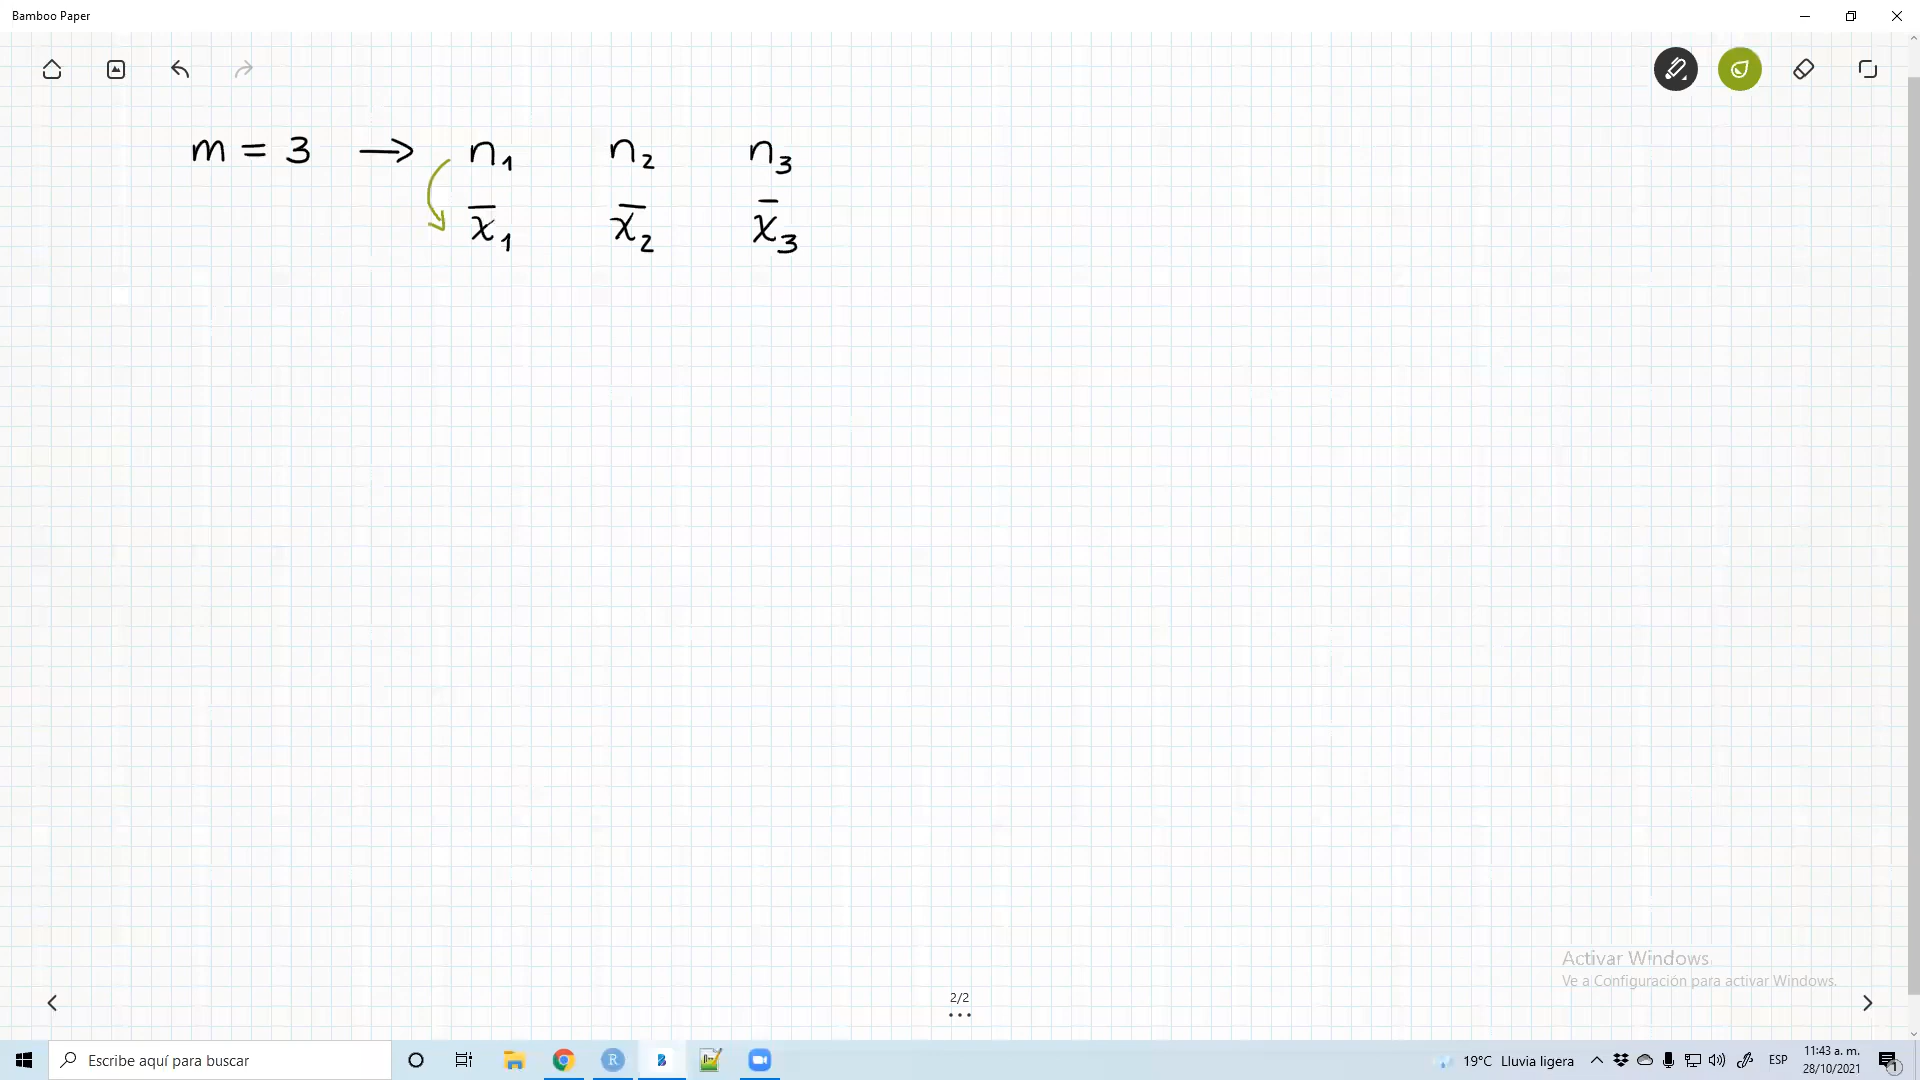 Bamboo Paper
m = 3 → n₁ n₂ n₃
x̄₁ x̄₂ x̄₃
Activar Windows
Ve a Configuración para activar Windows.
2/2
Escribe aquí para buscar
19°C Lluvia ligera
ESP
11:43 a. m.
28/10/2021
1